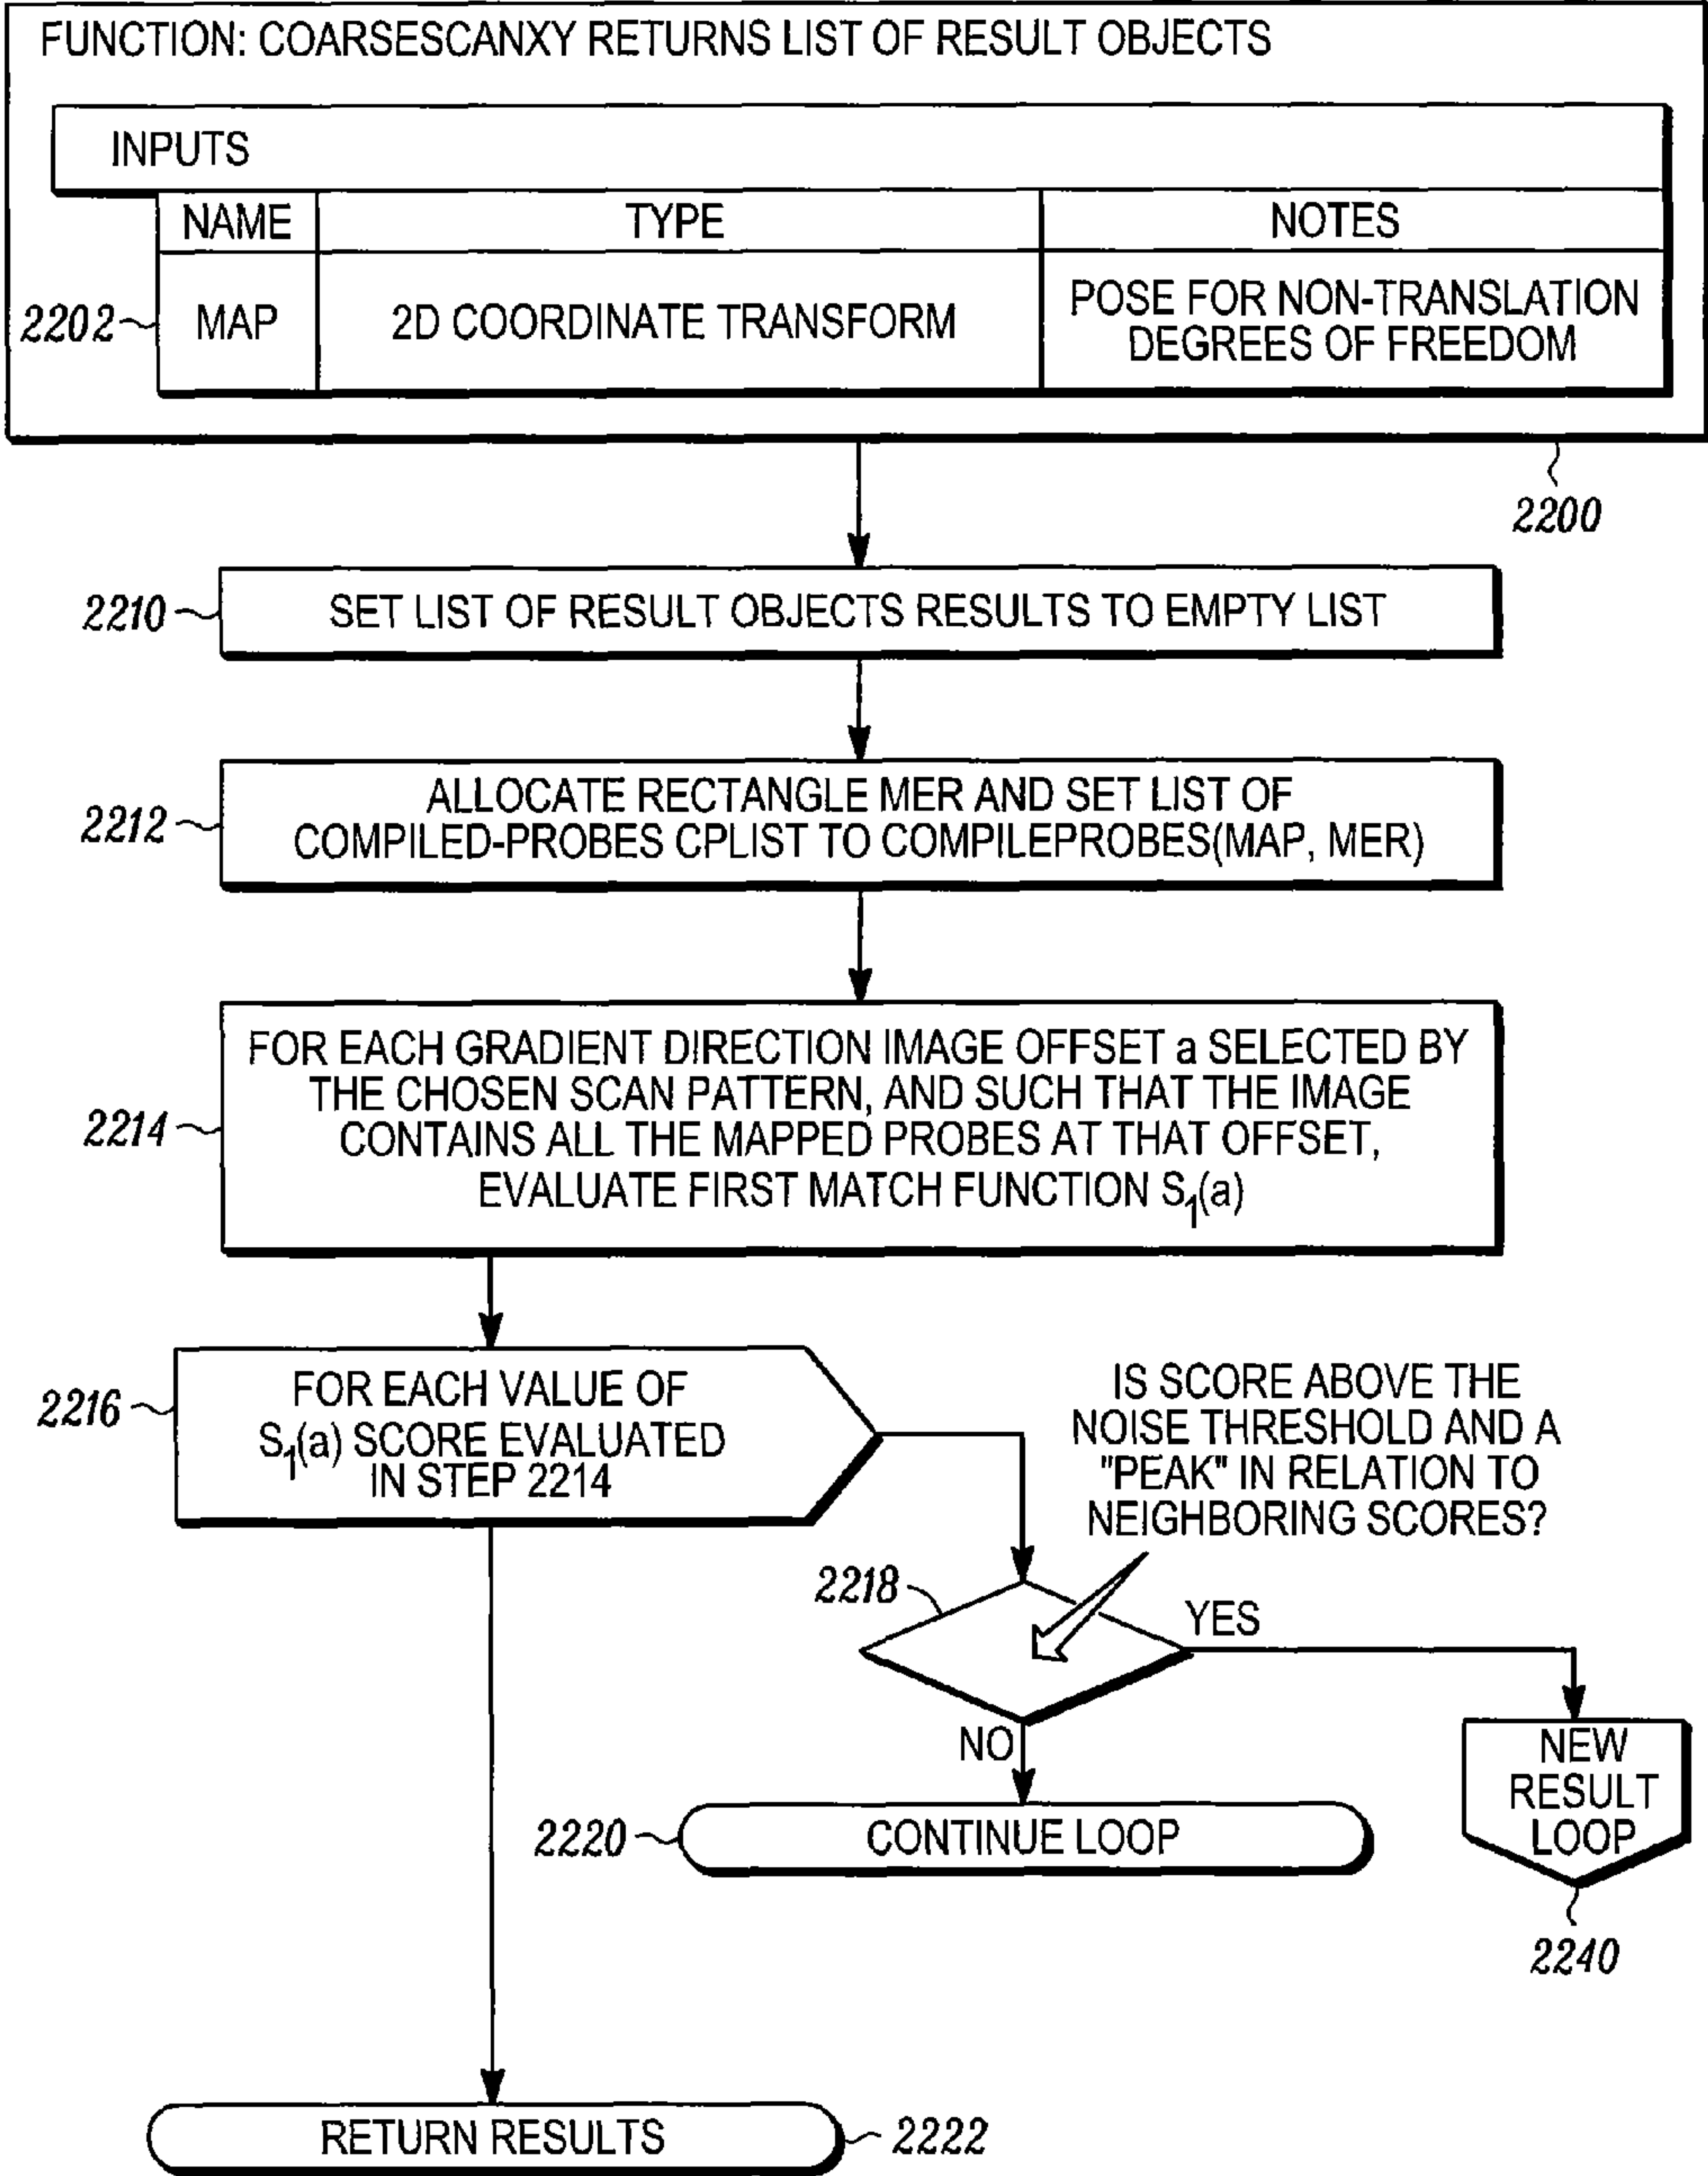 FUNCTION: COARSESCANXY RETURNS LIST OF RESULT OBJECTS
INPUTS
NAME TYPE NOTES
2202 MAP 2D COORDINATE TRANSFORM POSE FOR NON-TRANSLATION
DEGREES OF FREEDOM
2200
2210 SET LIST OF RESULT OBJECTS RESULTS TO EMPTY LIST
2212 ALLOCATE RECTANGLE MER AND SET LIST OF
COMPILED-PROBES CPLIST TO COMPILEPROBES(MAP, MER)
FOR EACH GRADIENT DIRECTION IMAGE OFFSET a SELECTED BY
THE CHOSEN SCAN PATTERN, AND SUCH THAT THE IMAGE
2214 CONTAINS ALL THE MAPPED PROBES AT THAT OFFSET,
EVALUATE FIRST MATCH FUNCTION S1(a)
2216 FOR EACH VALUE OF
S1(a) SCORE EVALUATED
IN STEP 2214
IS SCORE ABOVE THE
NOISE THRESHOLD AND A
"PEAK" IN RELATION TO
NEIGHBORING SCORES?
2218
YES
NO
NEW
RESULT
LOOP
2220 CONTINUE LOOP
2240
RETURN RESULTS 2222